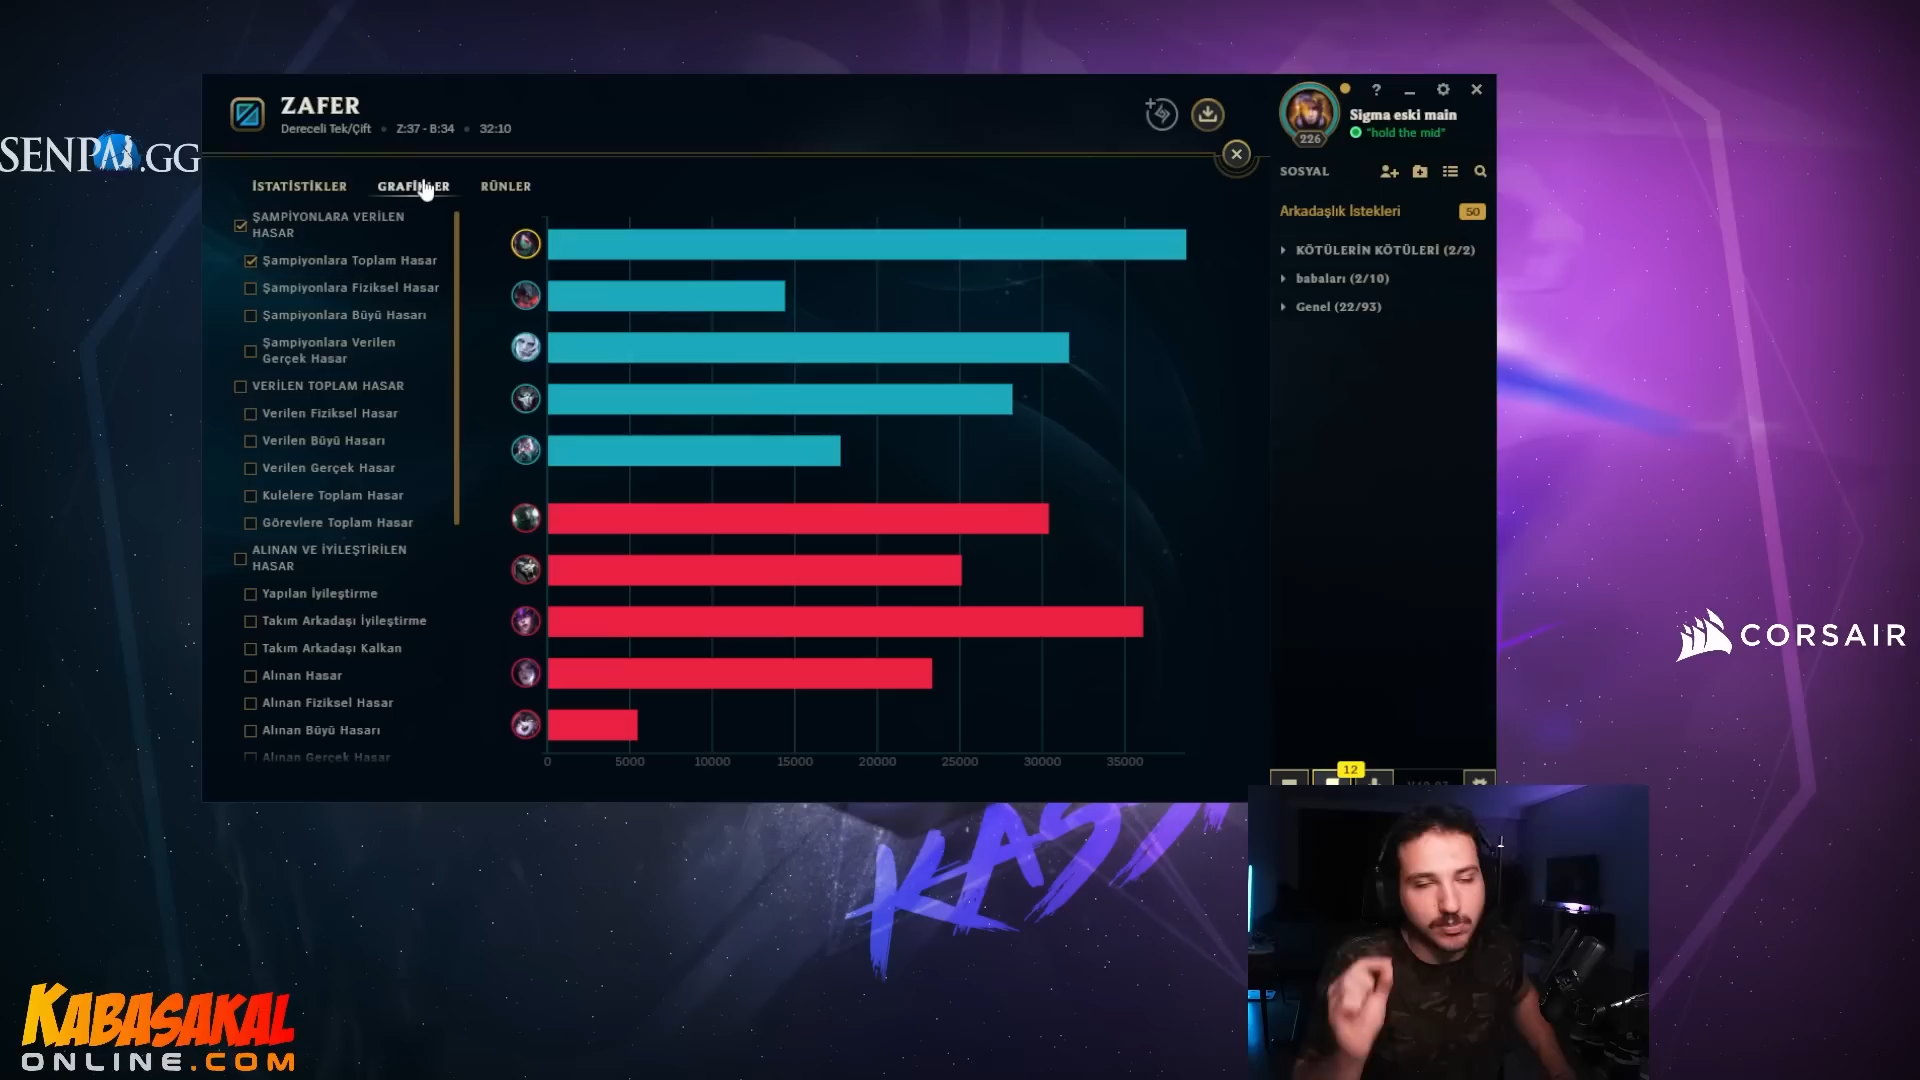 SENPAI.GG
ZAFER
Dereceli Tek/Çift • Z:37 - B:34 • 32:10
İSTATİSTİKLER GRAFİKLER RÜNLER
ŞAMPİYONLARA VERİLEN
HASAR
Şampiyonlara Toplam Hasar
Şampiyonlara Fiziksel Hasar
Şampiyonlara Büyü Hasarı
Şampiyonlara Verilen
Gerçek Hasar
VERİLEN TOPLAM HASAR
Verilen Fiziksel Hasar
Verilen Büyü Hasarı
Verilen Gerçek Hasar
Kulelere Toplam Hasar
Görevlere Toplam Hasar
ALINAN VE İYİLEŞTİRİLEN
HASAR
Yapılan İyileştirme
Takım Arkadaşı İyileştirme
Takım Arkadaşı Kalkan
Alınan Hasar
Alınan Fiziksel Hasar
Alınan Büyü Hasarı
Alınan Gerçek Hasar
0 5000 10000 15000 20000 25000 30000 35000
226
Sigma eski main
"hold the mid"
SOSYAL
Arkadaşlık İstekleri 50
KÖTÜLERİN KÖTÜLERİ (2/2)
babaları (2/10)
Genel (22/93)
12
CORSAIR
KASS
KABASAKAL
ONLINE.COM